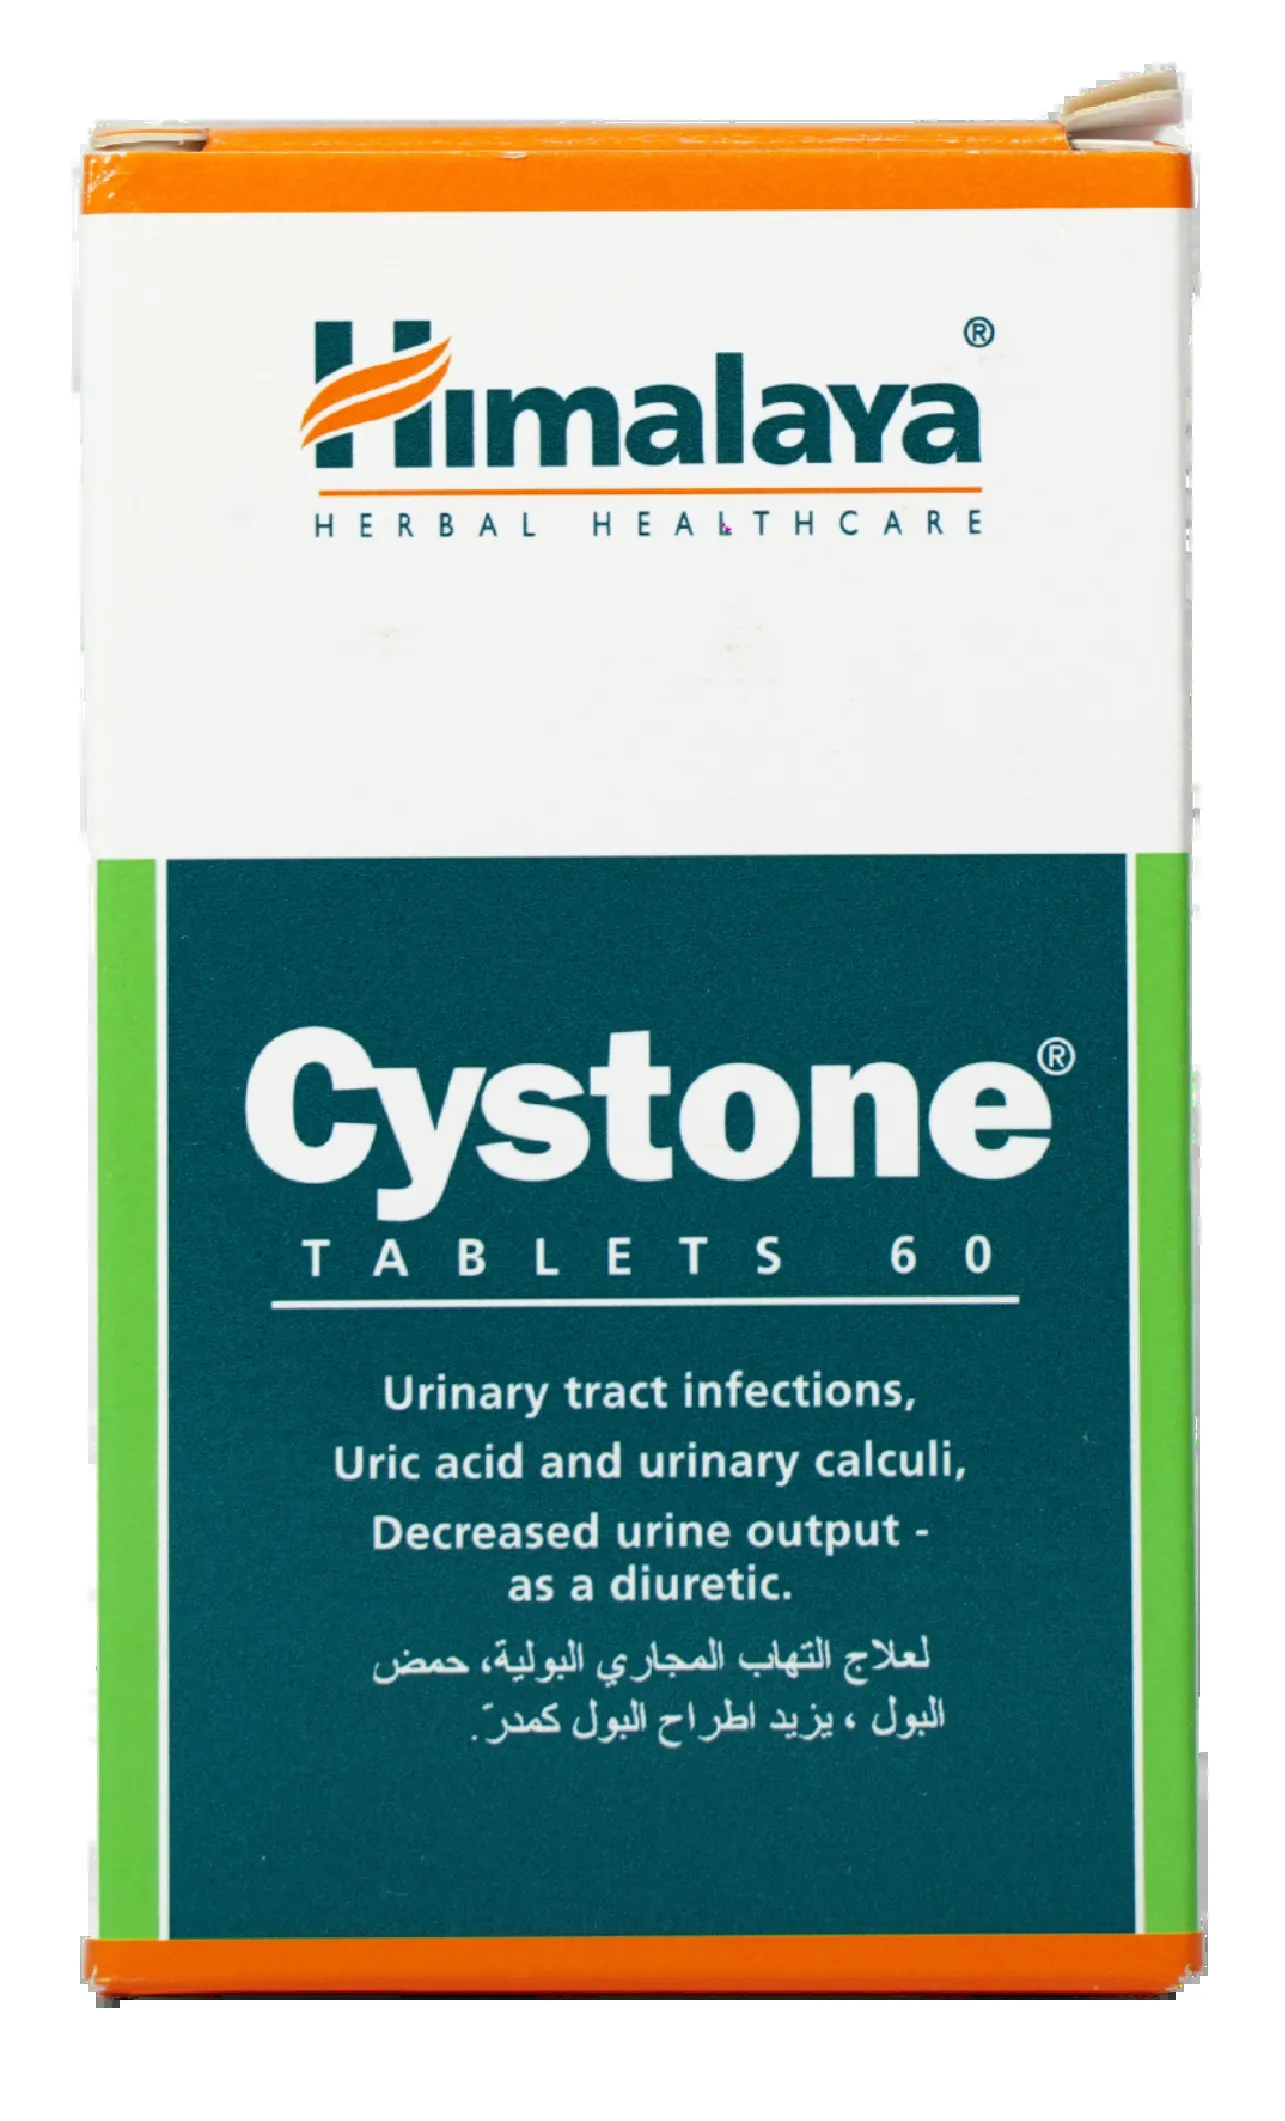 Himalaya®
HERBAL HEALTHCARE
Cystone®
TABLETS 60
Urinary tract infections,
Uric acid and urinary calculi,
Decreased urine output -
as a diuretic.
لعلاج التهاب المجاري البولية، حمض
البول ، يزيد اطراح البول كمدرّ.